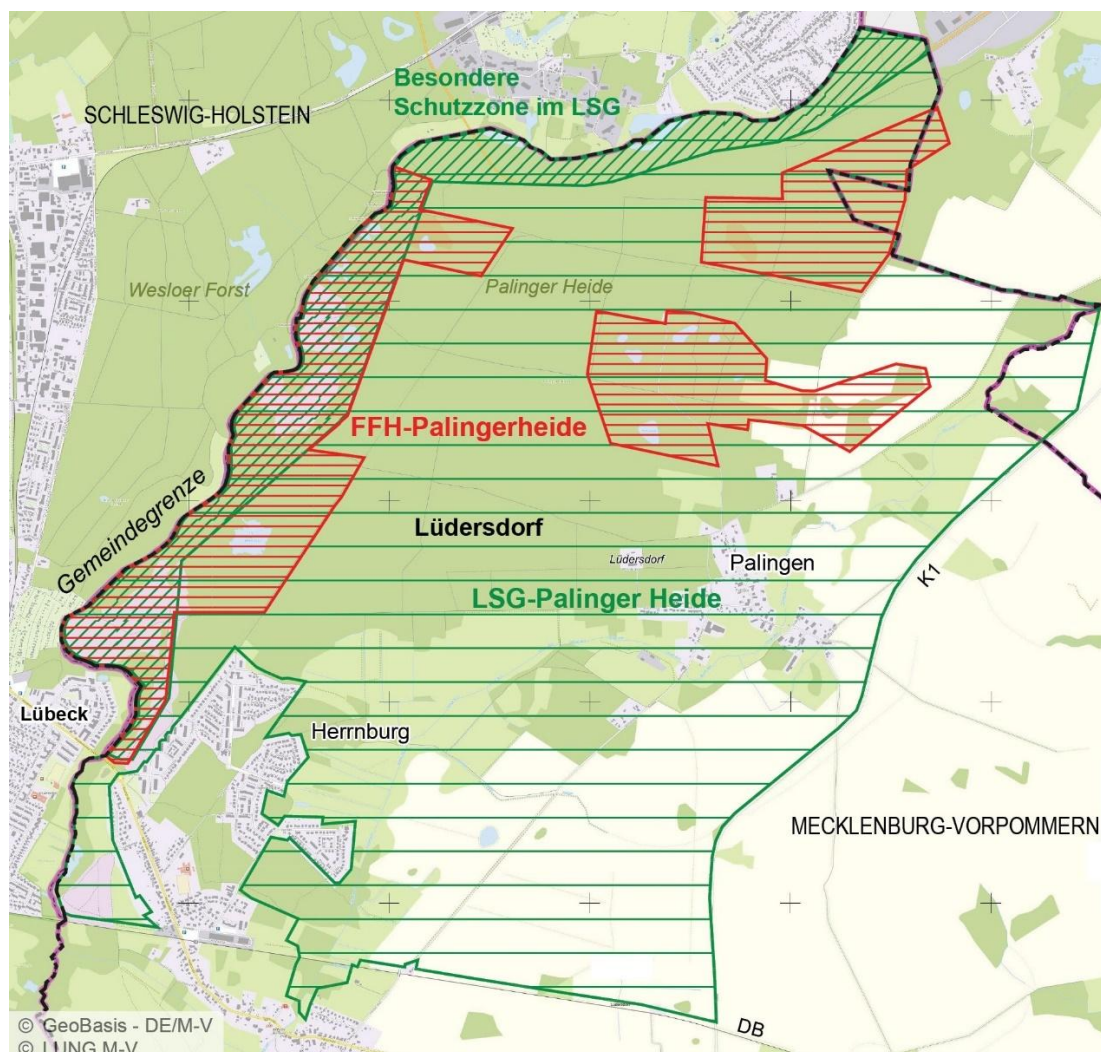 Besondere
Schutzzone im LSG
SCHLESWIG-HOLSTEIN
Wesloer Forst
Palinger Heide
FFH-Palingerheide
Gemeindegrenze
Lüdersdorf
Lüdersdorf
Palingen
K1
LSG-Palinger Heide
Lübeck
Herrnburg
MECKLENBURG-VORPOMMERN
DB
© GeoBasis - DE/M-V
© LUNG M-V